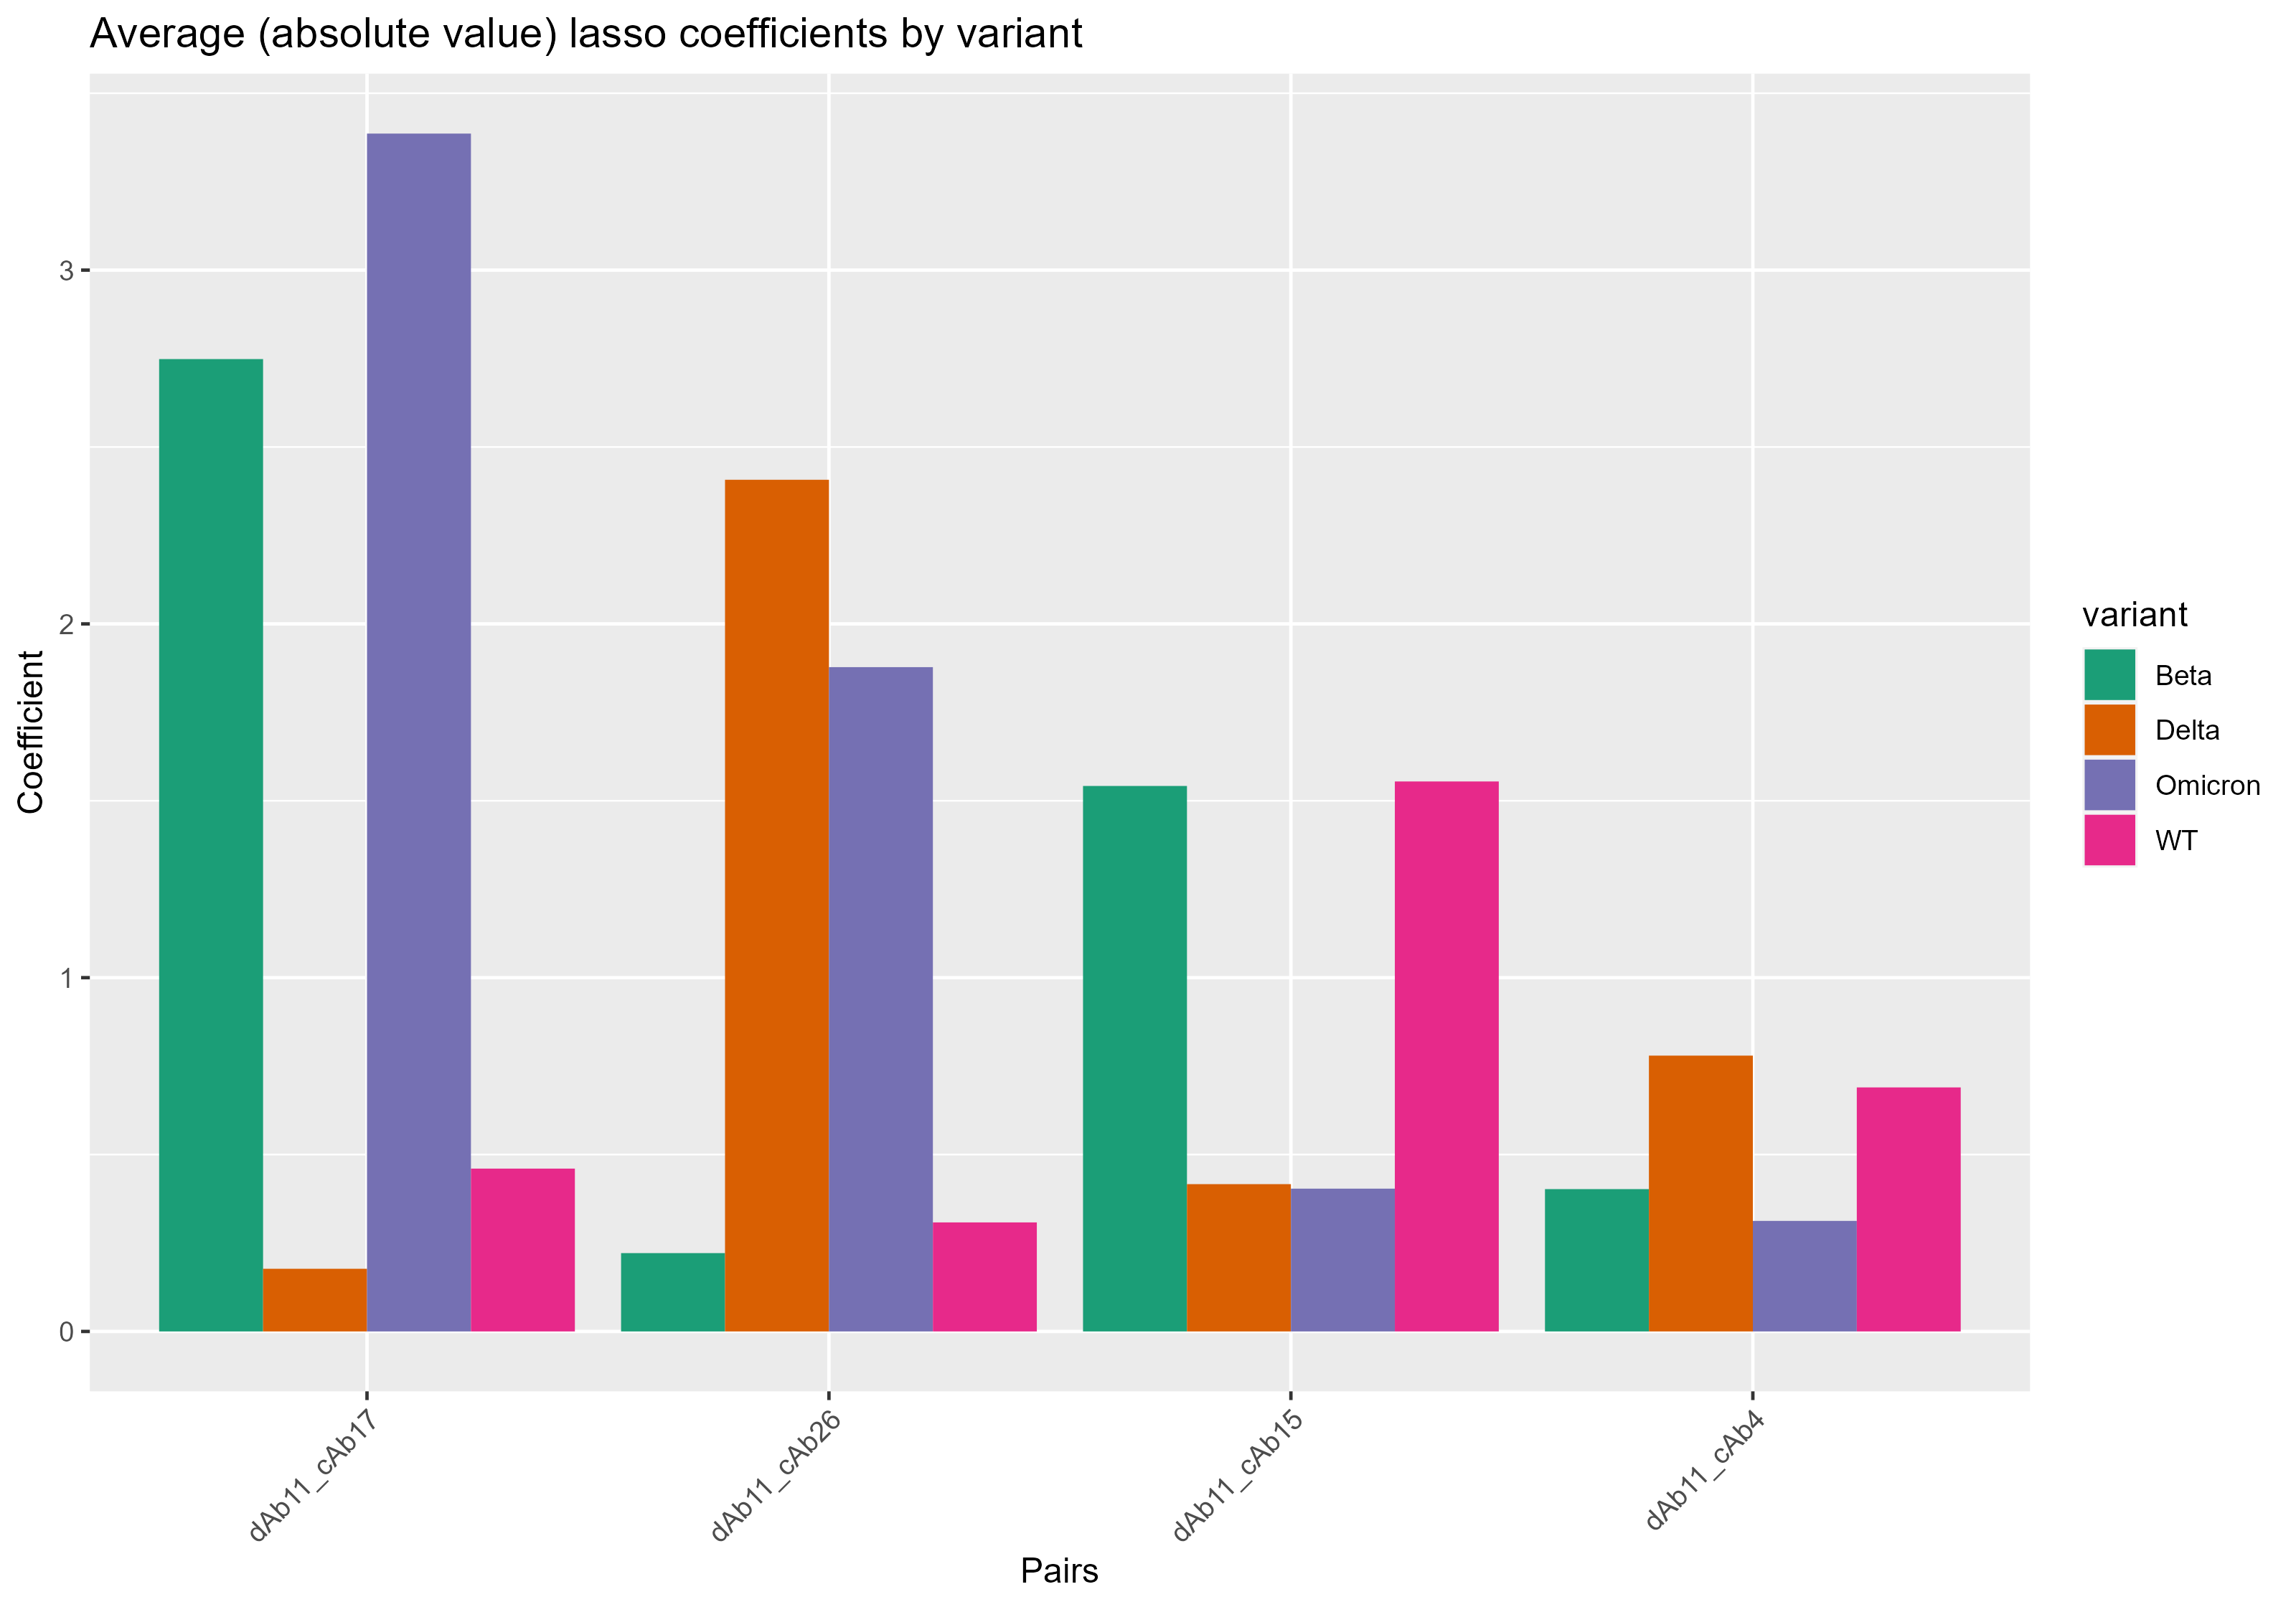 Average (absolute value) lasso coefficients by variant
Coefficient
3
2
1
0
dAb11_cAb17
dAb11_cAb26
dAb11_cAb15
dAb11_cAb4
Pairs
variant
Beta
Delta
Omicron
WT